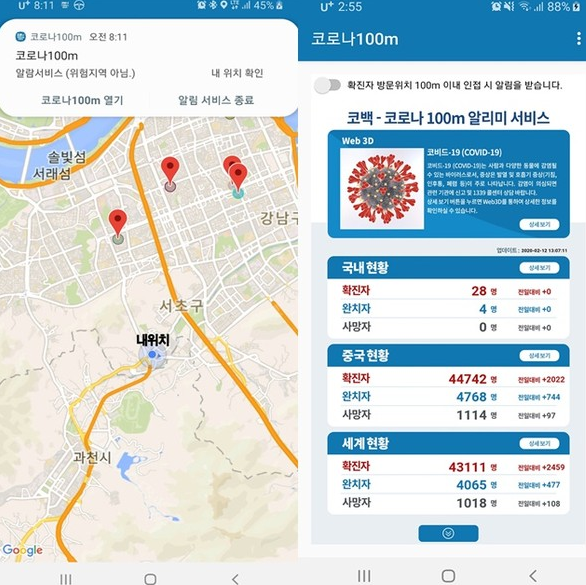 U+ 8:11
45%
코로나100m 오전 8:11
코로나100m
알람서비스 (위험지역 아님.) 내 위치 확인
코로나100m 열기 알림 서비스 종료
솔빛섬
서래섬
강남구
서초구
내위치
과천시
Google
U+ 2:55
88%
코로나100m
확진자 방문위치 100m 이내 인접 시 알림을 받습니다.
코백 - 코로나 100m 알리미 서비스
Web 3D
코비드-19 (COVID-19)
코비드-19 (COVID-19)는 사람과 다양한 동물에 감염될
수 있는 바이러스로서, 증상은 발열 및 호흡기 증상(기침,
인후통, 폐렴 등)이 주로 나타납니다. 감염이 의심되면
관련 기관에 신고 및 1339 콜센터 상담 바랍니다.
상세 보기 버튼을 누르면 Web3D를 통하여 상세한 정보를
확인하실 수 있습니다.
상세 보기
업데이트 : 2020-02-12 13:07:11
국내 현황 상세 보기
확진자 28 명 전일대비 +0
완치자 4 명 전일대비 +0
사망자 0 명 전일대비 +0
중국 현황 상세 보기
확진자 44742 명 전일대비 +2022
완치자 4768 명 전일대비 +744
사망자 1114 명 전일대비 +97
세계 현황 상세 보기
확진자 43111 명 전일대비 +2459
완치자 4065 명 전일대비 +477
사망자 1018 명 전일대비 +108